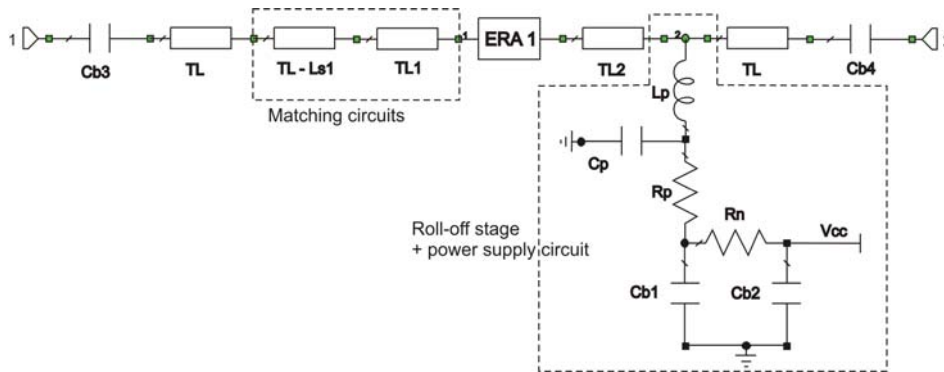 1
Cb3
TL
TL - Ls1
TL1
Matching circuits
1
ERA 1
TL2
2
TL
Cb4
Lp
Cp
Rp
Rn
Vcc
Roll-off stage
+ power supply circuit
Cb1
Cb2